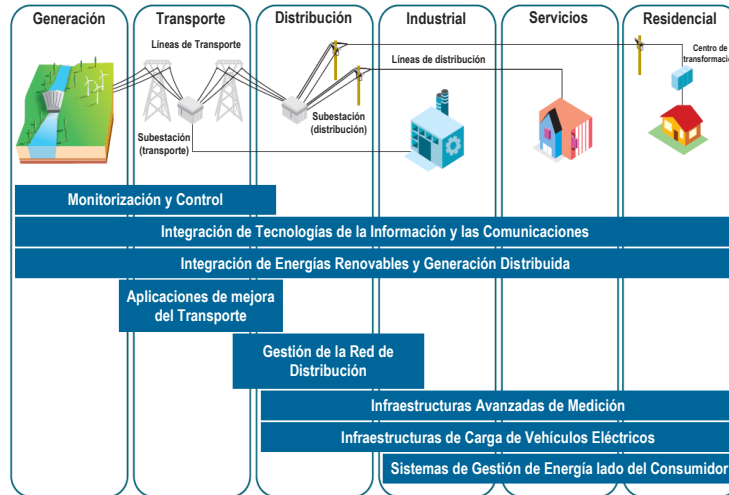 Generación
Transporte
Distribución
Industrial
Servicios
Residencial
Líneas de Transporte
Centro de
transformació
Líneas de distribución
Subestación
(distribución)
Subestación
(transporte)
Monitorización y Control
Integración de Tecnologías de la Información y las Comunicaciones
Integración de Energías Renovables y Generación Distribuida
Aplicaciones de mejora
del Transporte
Gestión de la Red de
Distribución
Infraestructuras Avanzadas de Medición
Infraestructuras de Carga de Vehículos Eléctricos
Sistemas de Gestión de Energía lado del Consumidor